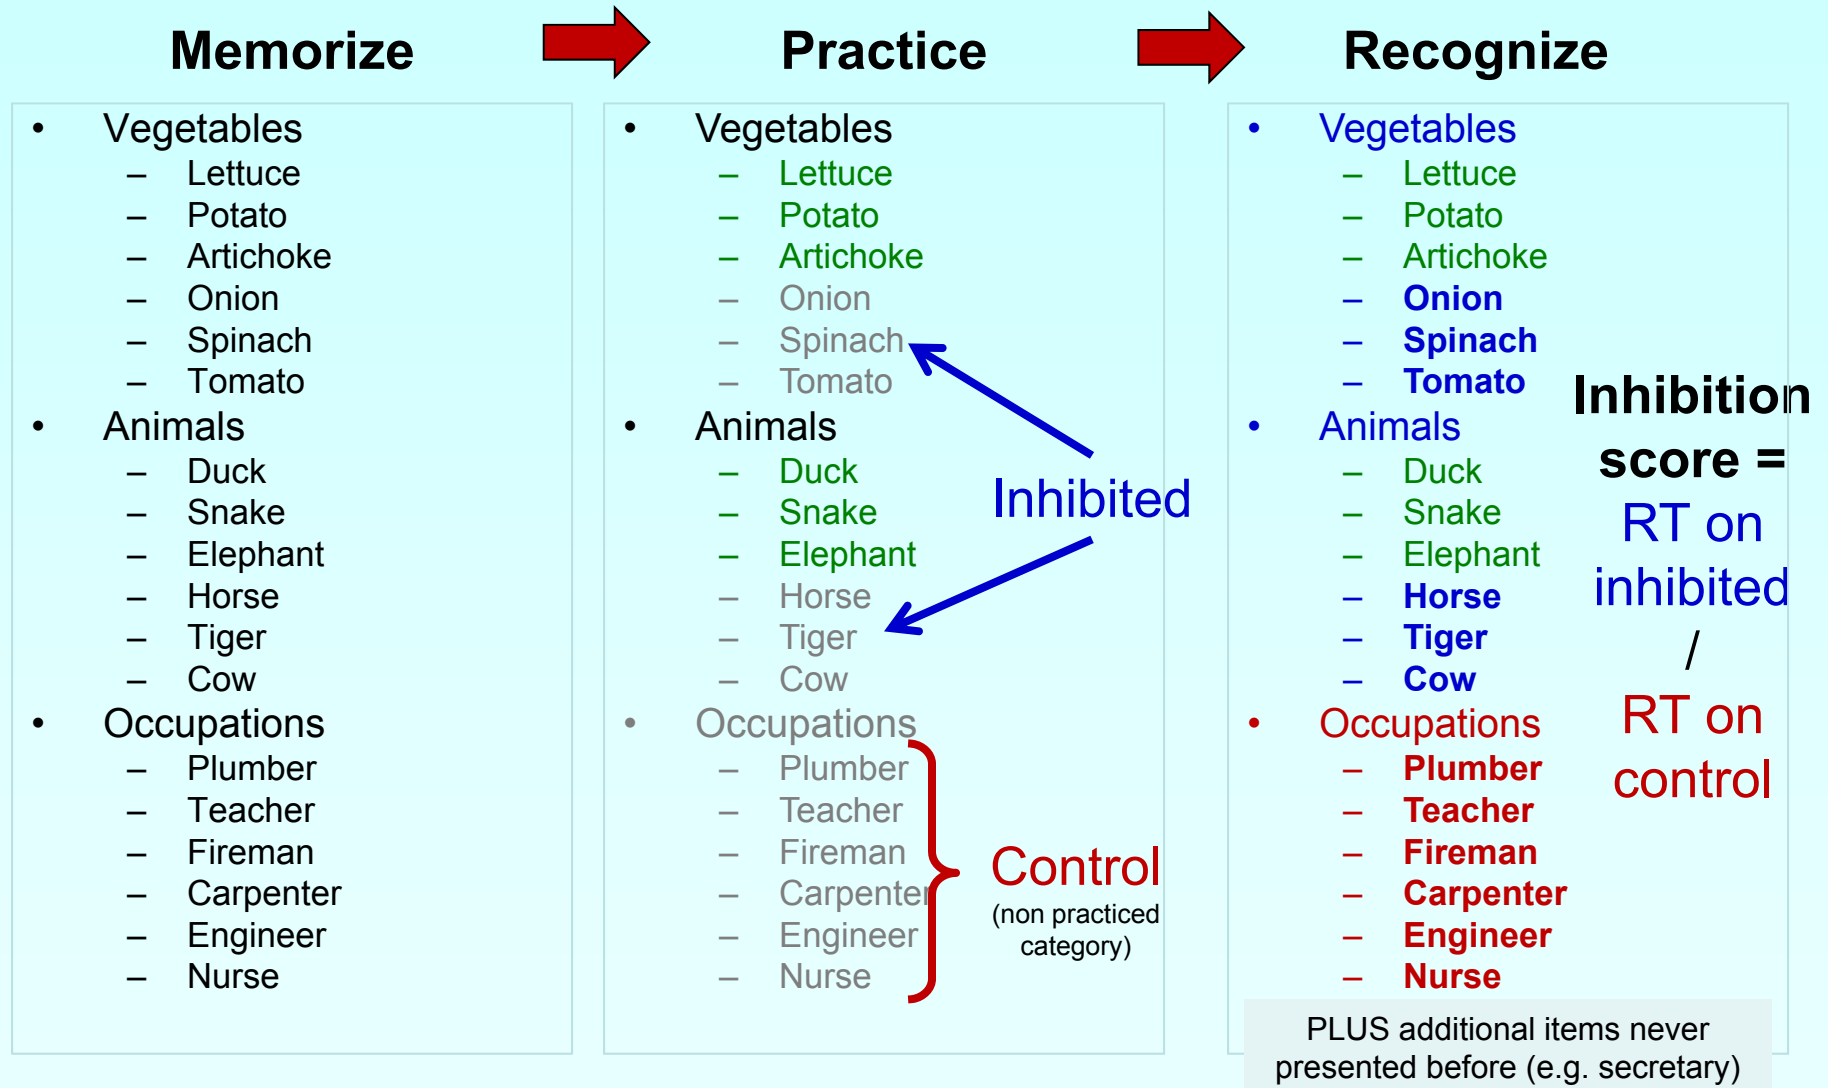 Memorize
Practice
Recognize
• Vegetables
– Lettuce
– Potato
– Artichoke
– Onion
– Spinach
– Tomato
• Animals
– Duck
– Snake
– Elephant
– Horse
– Tiger
– Cow
• Occupations
– Plumber
– Teacher
– Fireman
– Carpenter
– Engineer
– Nurse
• Vegetables
– Lettuce
– Potato
– Artichoke
– Onion
– Spinach
– Tomato
• Animals
– Duck
– Snake
– Elephant
– Horse
– Tiger
– Cow
• Occupations
– Plumber
– Teacher
– Fireman
– Carpenter
– Engineer
– Nurse
Inhibited
Control
(non practiced
category)
• Vegetables
– Lettuce
– Potato
– Artichoke
– Onion
– Spinach
– Tomato
• Animals
– Duck
– Snake
– Elephant
– Horse
– Tiger
– Cow
• Occupations
– Plumber
– Teacher
– Fireman
– Carpenter
– Engineer
– Nurse
Inhibition
score =
RT on
inhibited
/
RT on
control
PLUS additional items never
presented before (e.g. secretary)